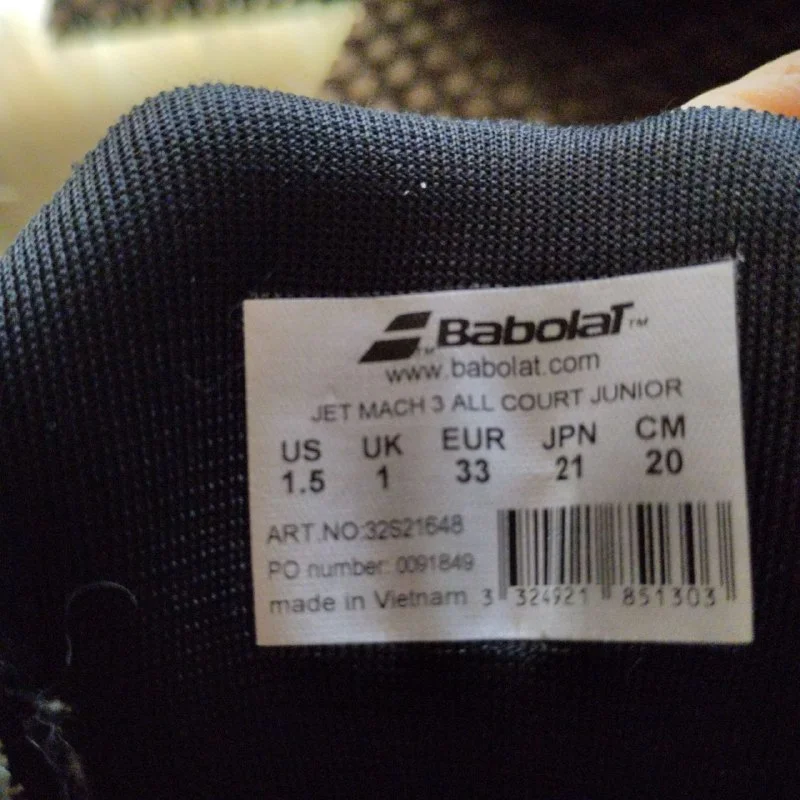 BabolaT™
www.babolat.com
JET MACH 3 ALL COURT JUNIOR
US UK EUR JPN CM
1.5 1 33 21 20
ART.NO:32S21648
PO number: 0091849
made in Vietnam
3 324921 851303